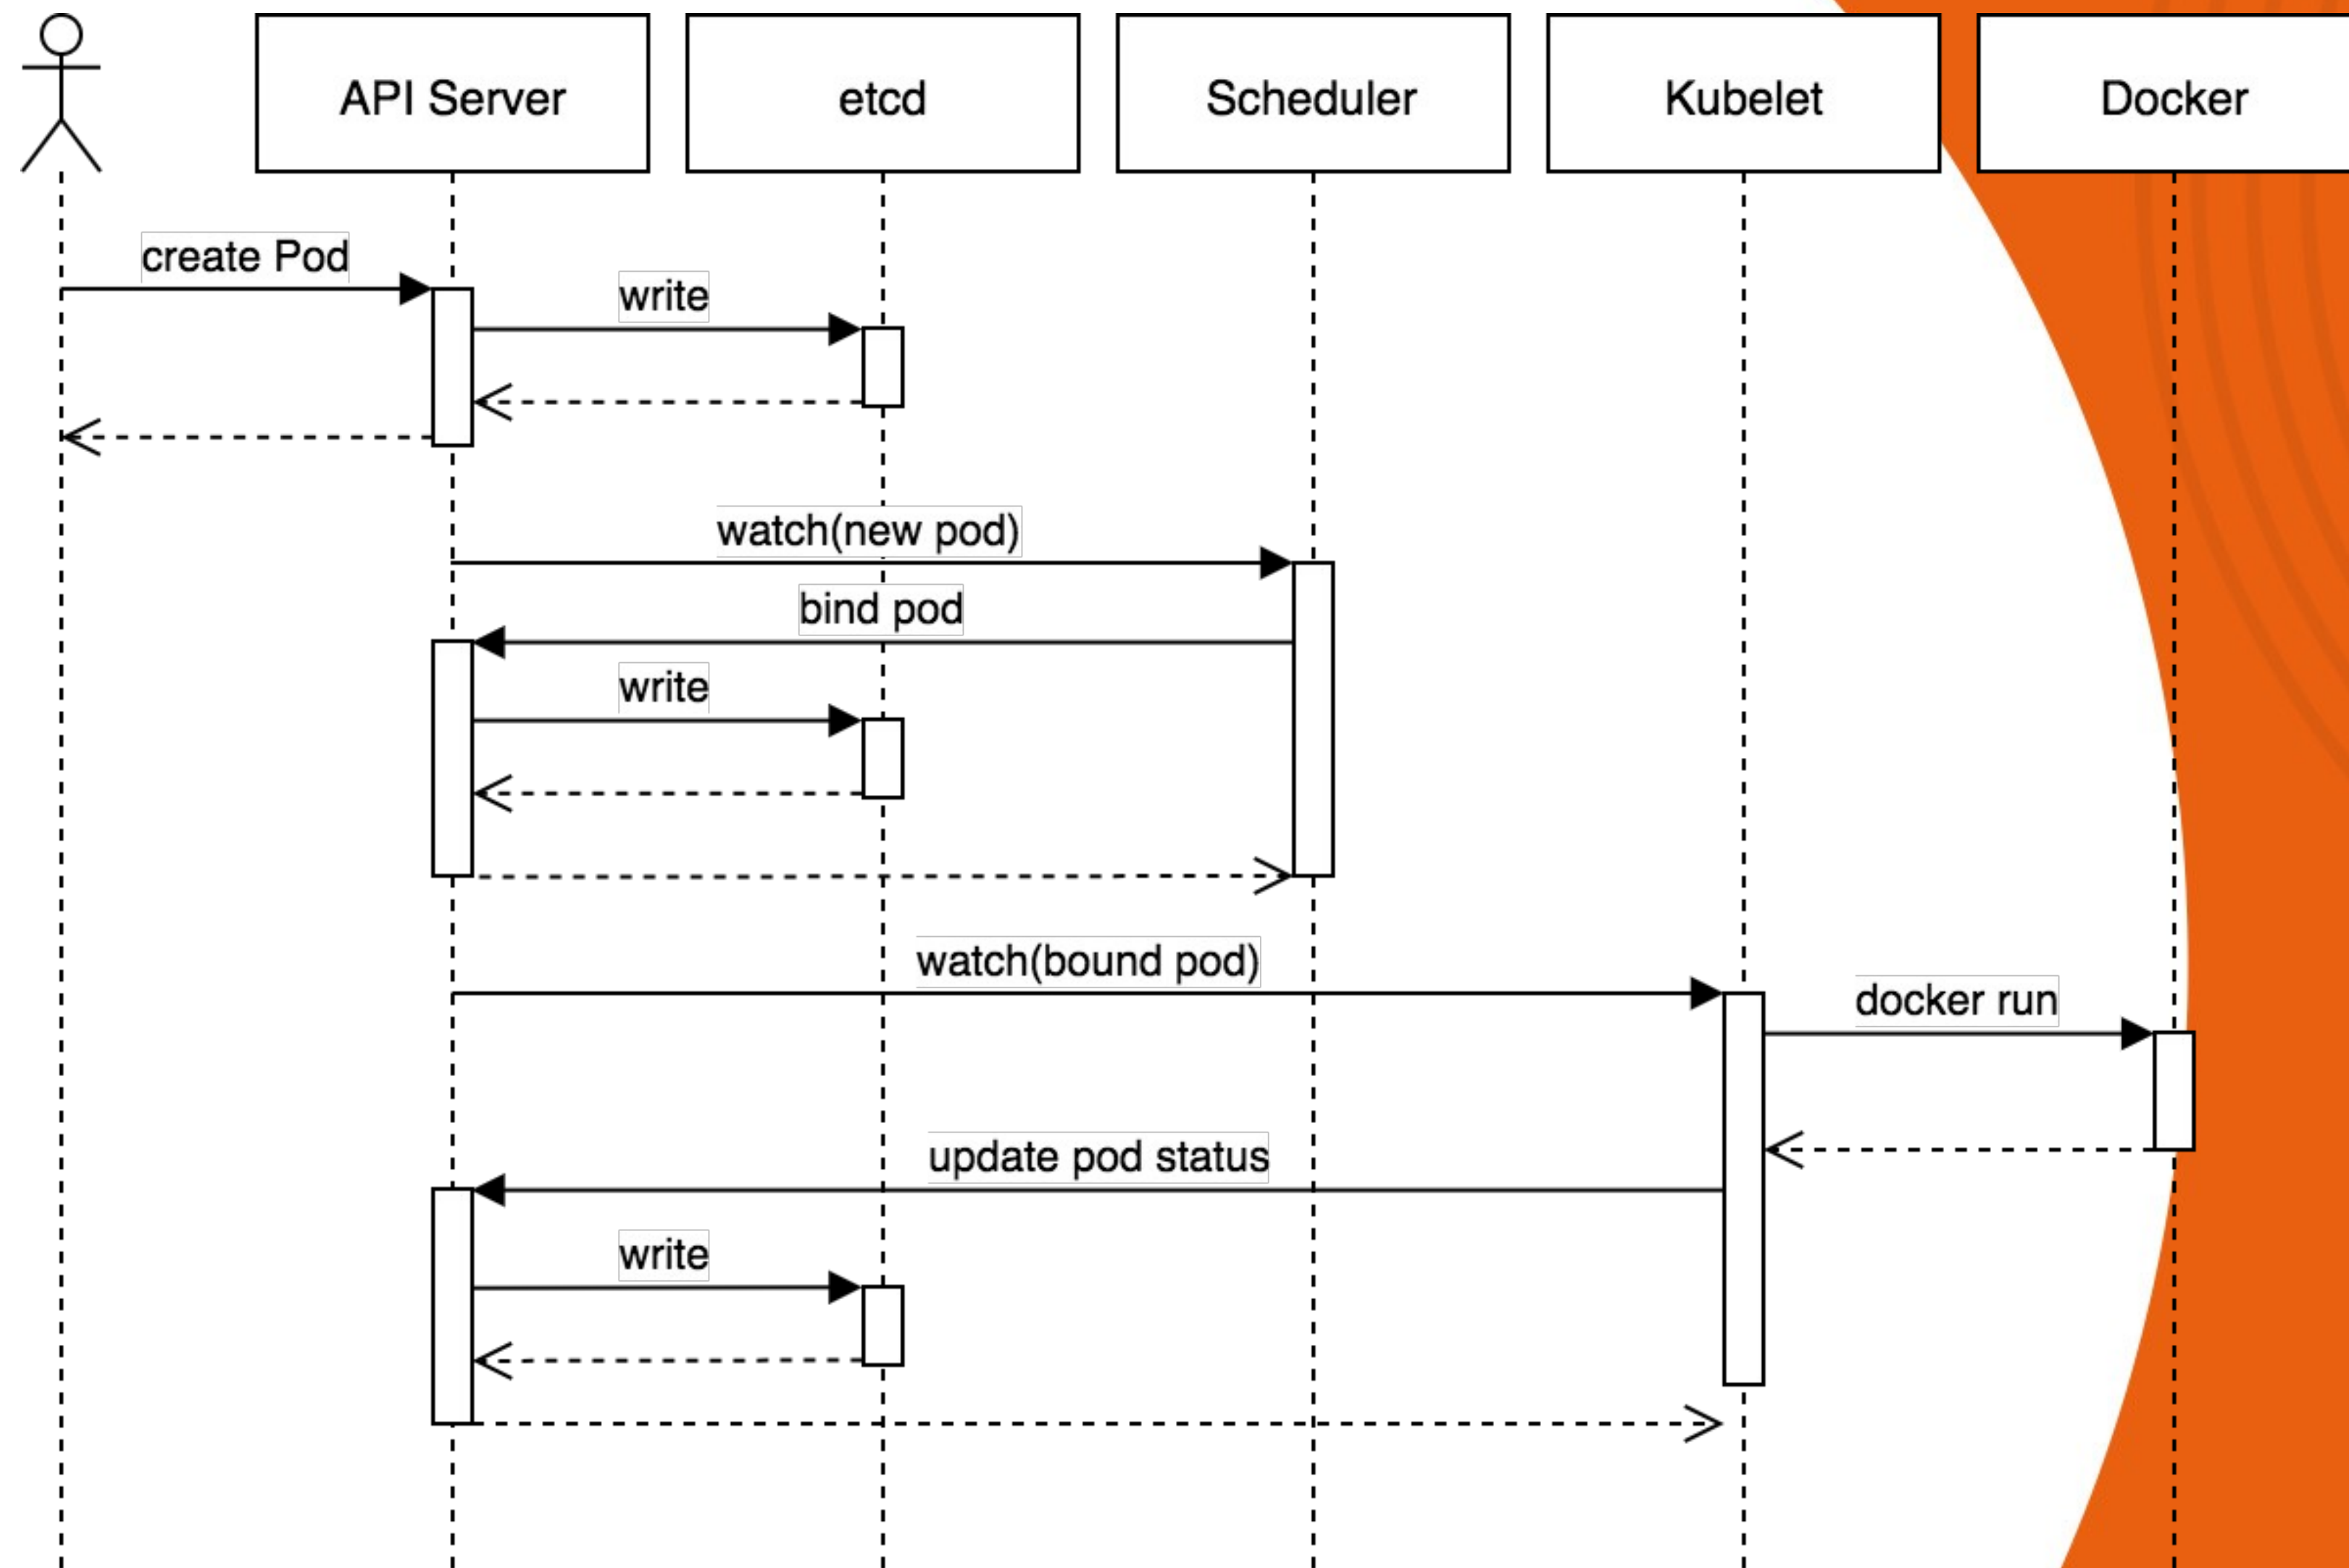 API Server
etcd
Scheduler
Kubelet
Docker
create Pod
write
watch(new pod)
bind pod
write
watch(bound pod)
docker run
update pod status
write